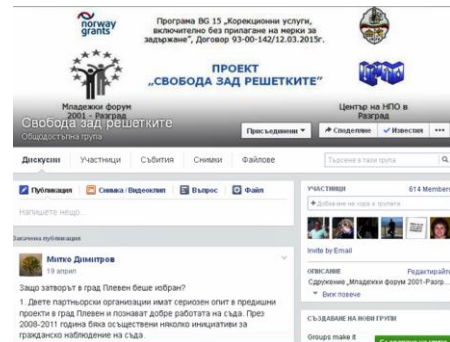 norway
grants
Програма BG 15 „Корекционни услуги,
включително без прилагане на мерки за
задържане", Договор 93-00-142/12.03.2015г.
ПРОЕКТ
„СВОБОДА ЗАД РЕШЕТКИТЕ"
Младежки форум
2001 - Разград
Център на НПО в
Разград
Свобода зад решетките
Общодостъпна група
Присъединени
Споделяне
Известия
Дискусии
Участници
Събития
Снимки
Файлове
Търсене в тази група
Публикация
Снимка / Видеоклип
Въпрос
Файл
Напишете нещо...
Закачена публикация
Митко Димитров
19 април
Защо затворът в град Плевен беше избран?
1. Двете партньорски организации имат сериозен опит в предишни
проекти в град Плевен и познават добре работата на съда. През
2008-2011 година бяха осъществени няколко инициативи за
гражданско наблюдение на съда.
УЧАСТНИЦИ
614 Members
Добавяне на хора в групата
Invite by Email
ОПИСАНИЕ
Редактирайте
Сдружение „Младежки форум 2001-Разгр...
Виж повече
СЪЗДАВАНЕ НА НОВИ ГРУПИ
Groups make it